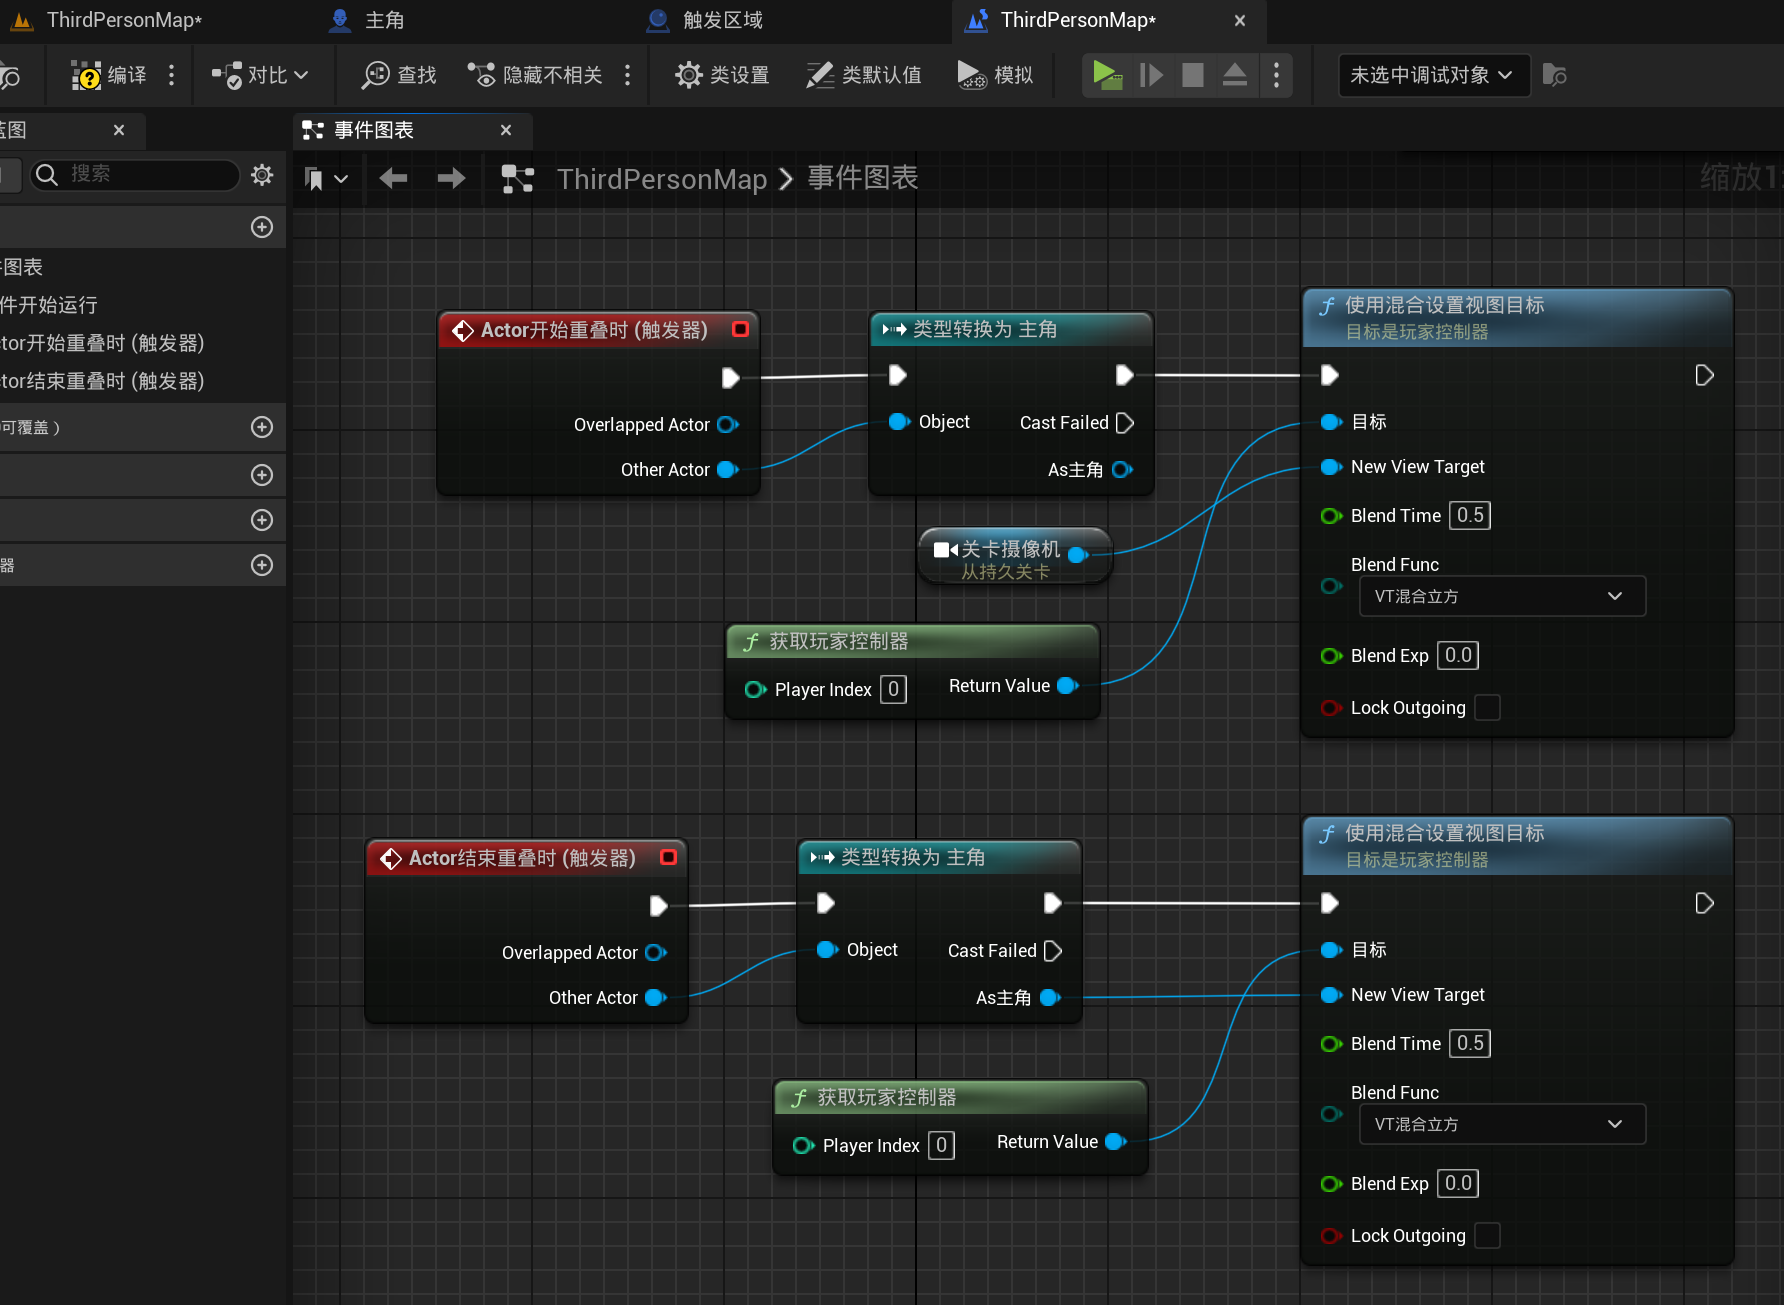 ThirdPersonMap*
主角
触发区域
ThirdPersonMap*
编译
对比
查找
隐藏不相关
类设置
类默认值
模拟
未选中调试对象
蓝图
事件图表
搜索
ThirdPersonMap
事件图表
缩放1:
图表
件开始运行
tor开始重叠时 (触发器)
tor结束重叠时 (触发器)
可覆盖)
器
Actor开始重叠时 (触发器)
Overlapped Actor
Other Actor
类型转换为 主角
Object
Cast Failed
As主角
关卡摄像机
从持久关卡
获取玩家控制器
Player Index 0
Return Value
使用混合设置视图目标
目标是玩家控制器
目标
New View Target
Blend Time 0.5
Blend Func
VT混合立方
Blend Exp 0.0
Lock Outgoing
Actor结束重叠时 (触发器)
Overlapped Actor
Other Actor
类型转换为 主角
Object
Cast Failed
As主角
获取玩家控制器
Player Index 0
Return Value
使用混合设置视图目标
目标是玩家控制器
目标
New View Target
Blend Time 0.5
Blend Func
VT混合立方
Blend Exp 0.0
Lock Outgoing